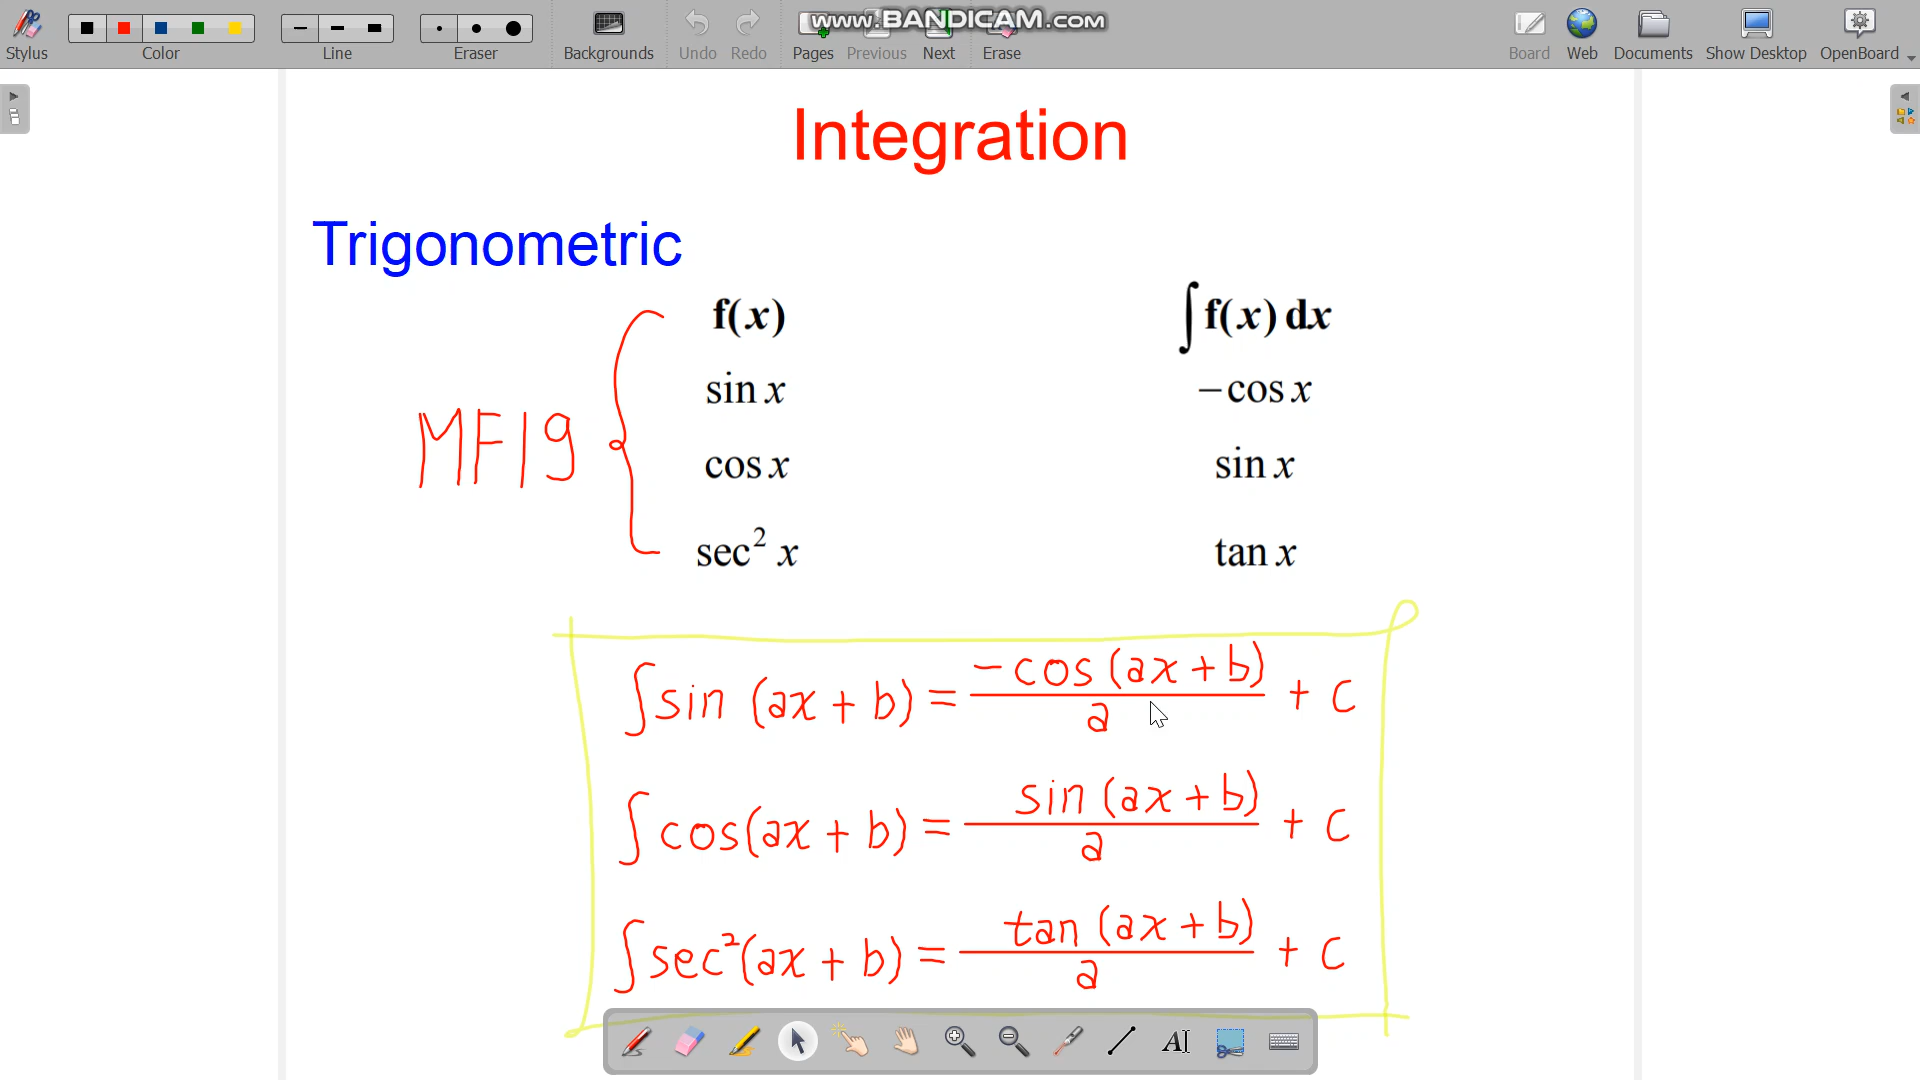 www.BANDICAM.com
Stylus Color Line Eraser Backgrounds Undo Redo Pages Previous Next Erase Board Web Documents Show Desktop OpenBoard
Integration
Trigonometric
f(x) ∫ f(x) dx
sin x −cos x
MF19
cos x sin x
sec² x tan x
∫sin (ax + b) = −cos (ax + b)/a + c
∫cos(ax + b) = sin (ax + b)/a + c
∫sec²(ax + b) = tan (ax + b)/a + c